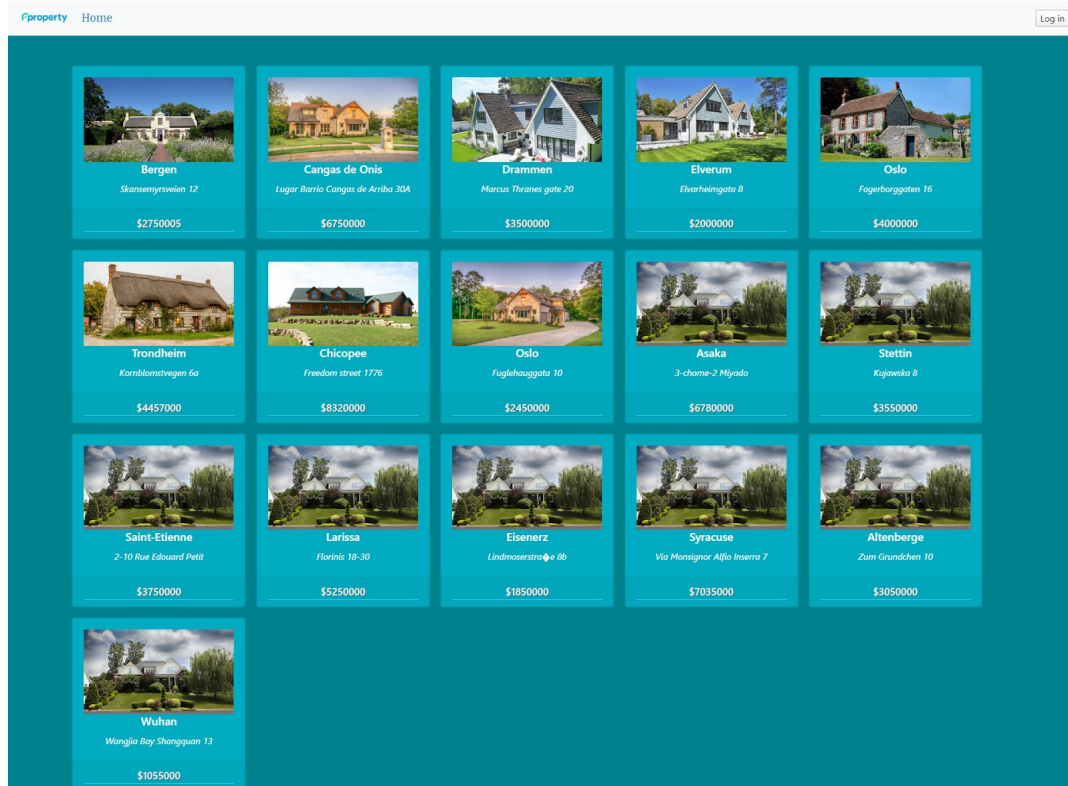 property
Home
Log in
Bergen
Skansemyrsveien 12
$2750005
Cangas de Onis
Lugar Barrio Cangas de Arriba 30A
$6750000
Drammen
Marcus Thranes gate 20
$3500000
Elverum
Elvarheimgata 8
$2000000
Oslo
Fagerborggaten 16
$4000000
Trondheim
Kornblomstvegen 6a
$4457000
Chicopee
Freedom street 1776
$8320000
Oslo
Fuglehauggata 10
$2450000
Asaka
3-chome-2 Miyado
$6780000
Stettin
Kujawska 8
$3550000
Saint-Etienne
2-10 Rue Edouard Petit
$3750000
Larissa
Florinis 18-30
$5250000
Eisenerz
Lindmoserstra�e 8b
$1850000
Syracuse
Via Monsignor Alfio Inserra 7
$7035000
Altenberge
Zum Grundchen 10
$3050000
Wuhan
Wangjia Bay Shangquan 13
$1055000